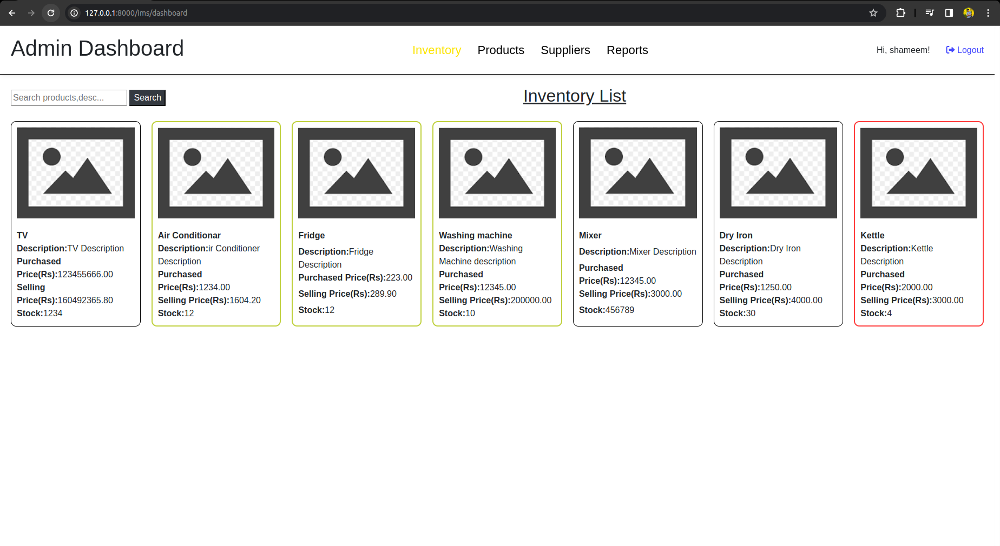 127.0.0.1:8000/ims/dashboard
Admin Dashboard
Inventory Products Suppliers Reports
Hi, shameem! Logout
Search products,desc... Search
Inventory List
TV
Description:TV Description
Purchased
Price(Rs):123455666.00
Selling
Price(Rs):160492365.80
Stock:1234
Air Conditionar
Description:ir Conditioner
Description
Purchased
Price(Rs):1234.00
Selling Price(Rs):1604.20
Stock:12
Fridge
Description:Fridge
Description
Purchased Price(Rs):223.00
Selling Price(Rs):289.90
Stock:12
Washing machine
Description:Washing
Machine description
Purchased
Price(Rs):12345.00
Selling Price(Rs):200000.00
Stock:10
Mixer
Description:Mixer Description
Purchased
Price(Rs):12345.00
Selling Price(Rs):3000.00
Stock:456789
Dry Iron
Description:Dry Iron
Description
Purchased
Price(Rs):1250.00
Selling Price(Rs):4000.00
Stock:30
Kettle
Description:Kettle
Description
Purchased
Price(Rs):2000.00
Selling Price(Rs):3000.00
Stock:4